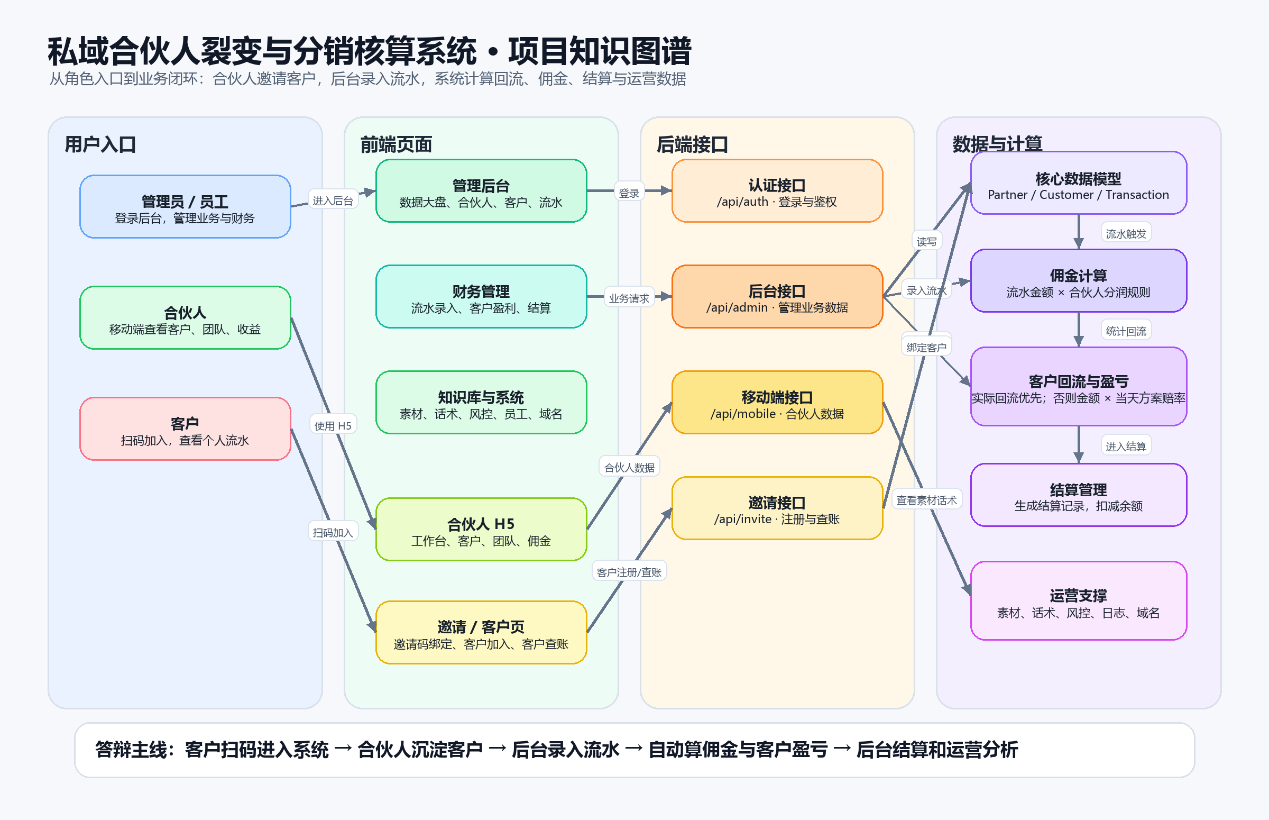 私域合伙人裂变与分销核算系统 · 项目知识图谱
从角色入口到业务闭环：合伙人邀请客户，后台录入流水，系统计算回流、佣金、结算与运营数据
用户入口
管理员 / 员工
登录后台，管理业务与财务
合伙人
移动端查看客户、团队、收益
客户
扫码加入，查看个人流水
进入后台
使用 H5
扫码加入
前端页面
管理后台
数据大盘、合伙人、客户、流水
财务管理
流水录入、客户盈利、结算
知识库与系统
素材、话术、风控、员工、域名
合伙人 H5
工作台、客户、团队、佣金
邀请 / 客户页
邀请码绑定、客户加入、客户查账
登录
业务请求
合伙人数据
客户注册/查账
后端接口
认证接口
/api/auth · 登录与鉴权
后台接口
/api/admin · 管理业务数据
移动端接口
/api/mobile · 合伙人数据
邀请接口
/api/invite · 注册与查账
读写
录入流水
绑定客户
查看素材话术
数据与计算
核心数据模型
Partner / Customer / Transaction
流水触发
佣金计算
流水金额 × 合伙人分润规则
统计回流
客户回流与盈亏
实际回流优先；否则金额 × 当天方案赔率
进入结算
结算管理
生成结算记录，扣减余额
运营支撑
素材、话术、风控、日志、域名
答辩主线：客户扫码进入系统 → 合伙人沉淀客户 → 后台录入流水 → 自动算佣金与客户盈亏 → 后台结算和运营分析